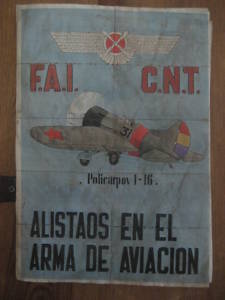 F.A.I. C.N.T.
31
. Policarpov I-16 .
ALISTAOS EN EL
ARMA DE AVIACION